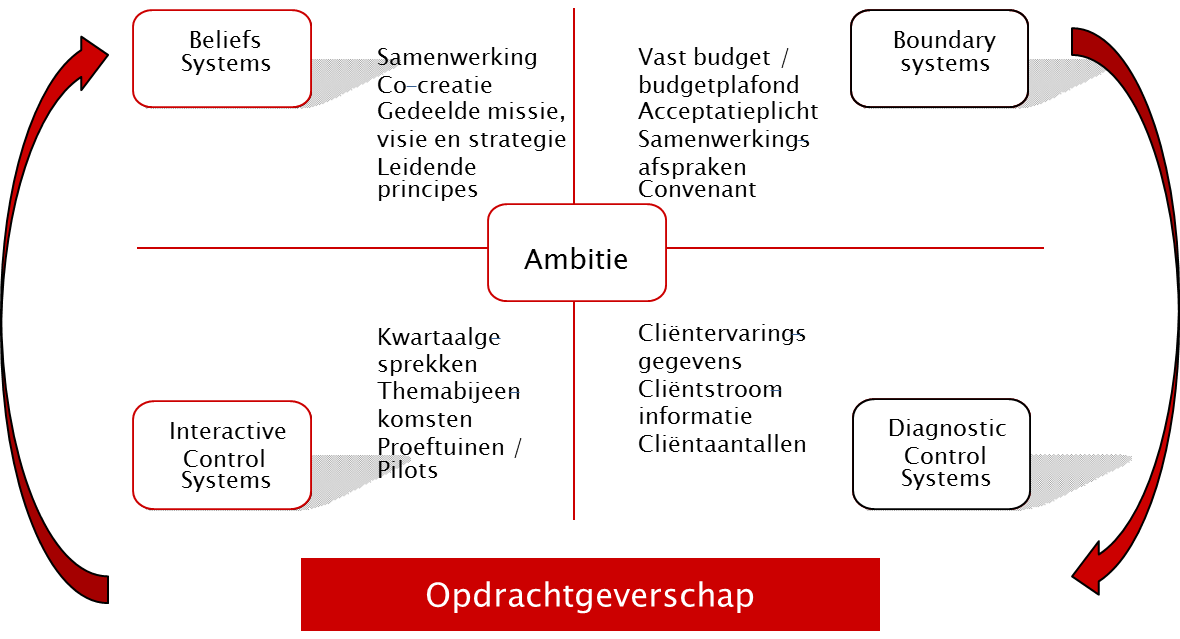 Beliefs
Systems
Samenwerking
Co-creatie
Gedeelde missie,
visie en strategie
Leidende
principes
Vast budget /
budgetplafond
Acceptatieplicht
Samenwerkings
afspraken
Convenant
Boundary
systems
Ambitie
Interactive
Control
Systems
Kwartaalge
sprekken
Themabijeen
komsten
Proeftuinen /
Pilots
Cliëntervarings
gegevens
Cliëntstroom
informatie
Cliëntaantallen
Diagnostic
Control
Systems
Opdrachtgeverschap